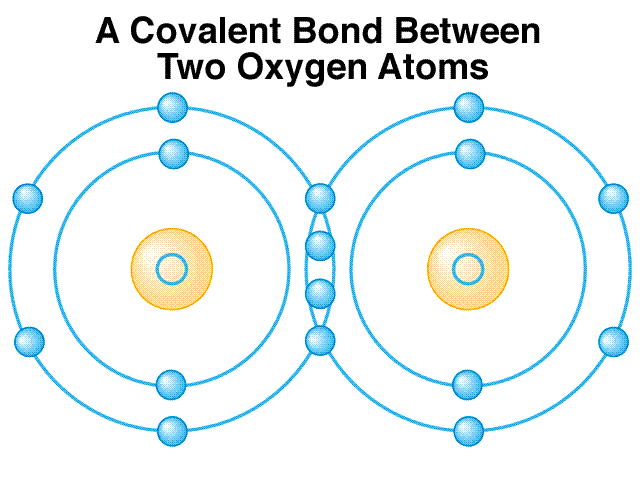 A Covalent Bond Between
Two Oxygen Atoms
O O